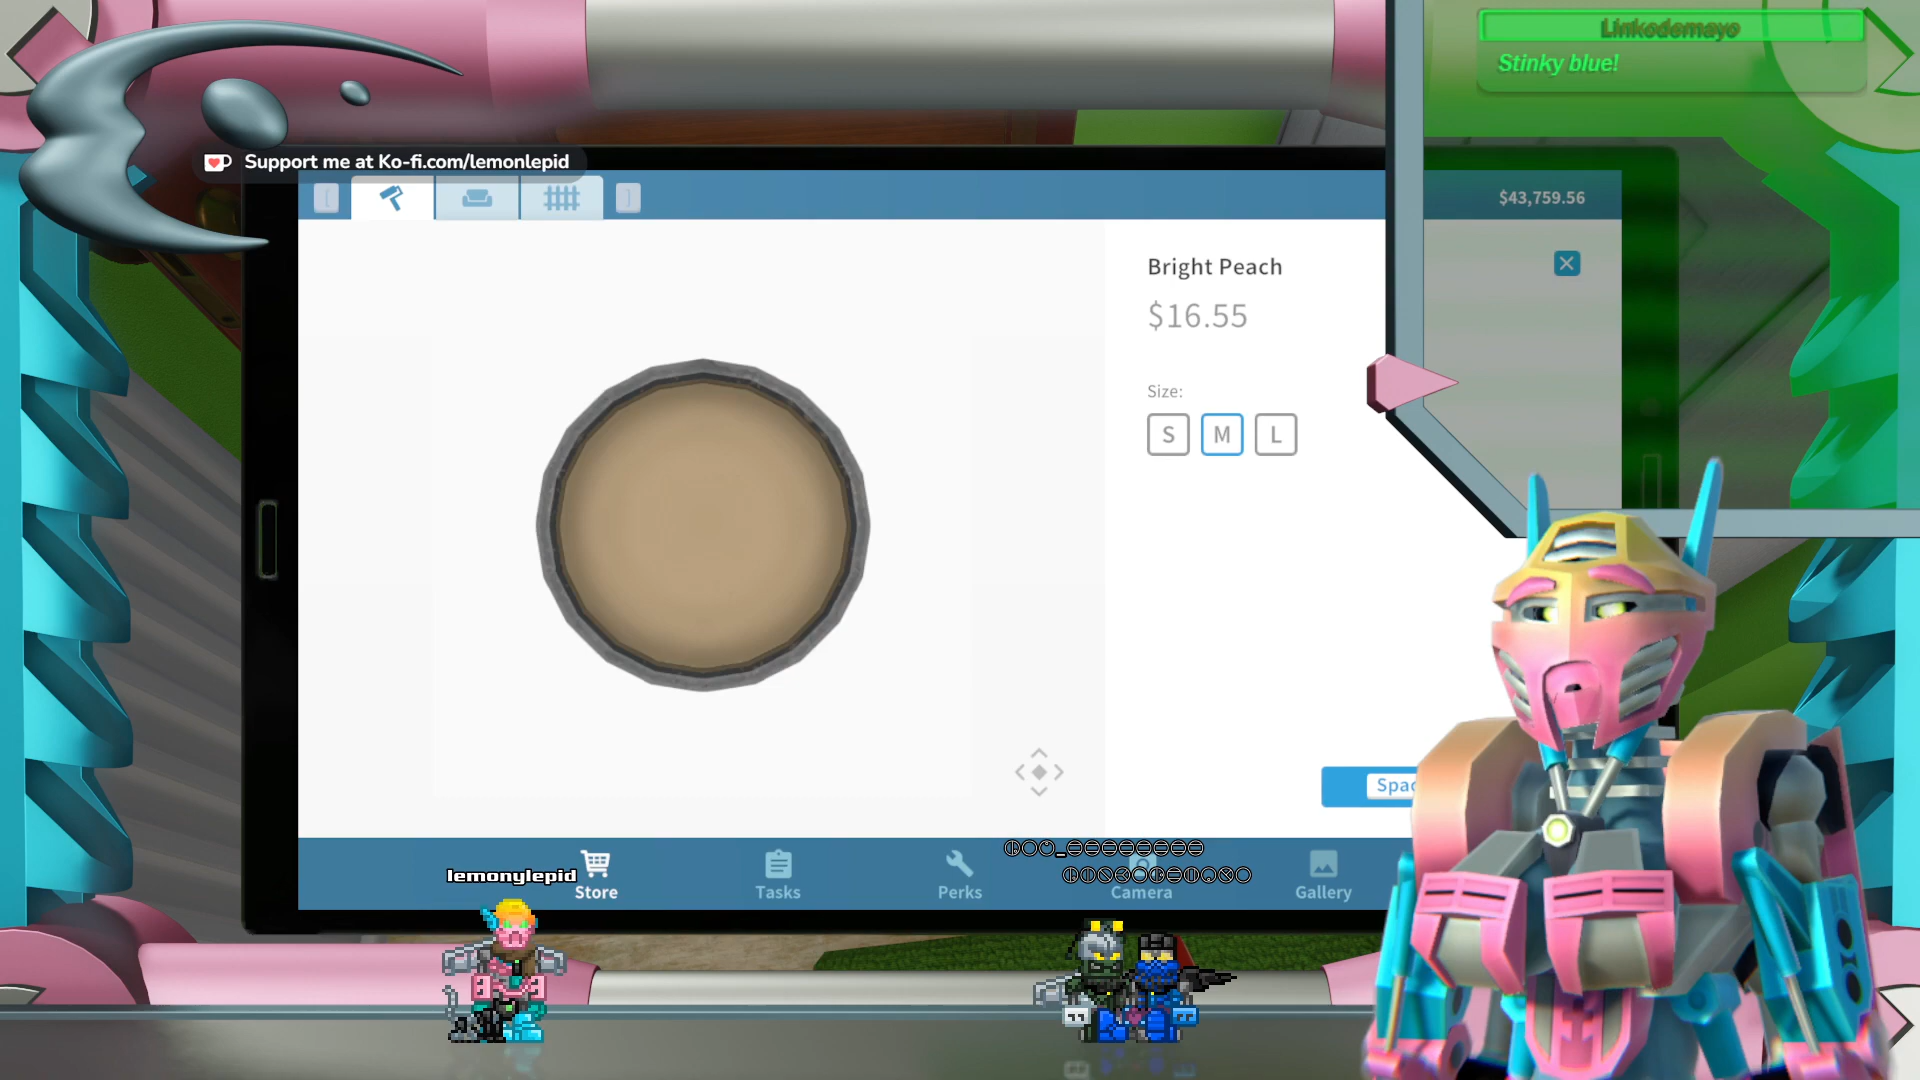 Linkodemayo
Stinky blue!
Support me at Ko-fi.com/lemonlepid
$43,759.56
Bright Peach
$16.55
Size:
S M L
lemonylepid
Store
Tasks
Perks
Camera
Gallery